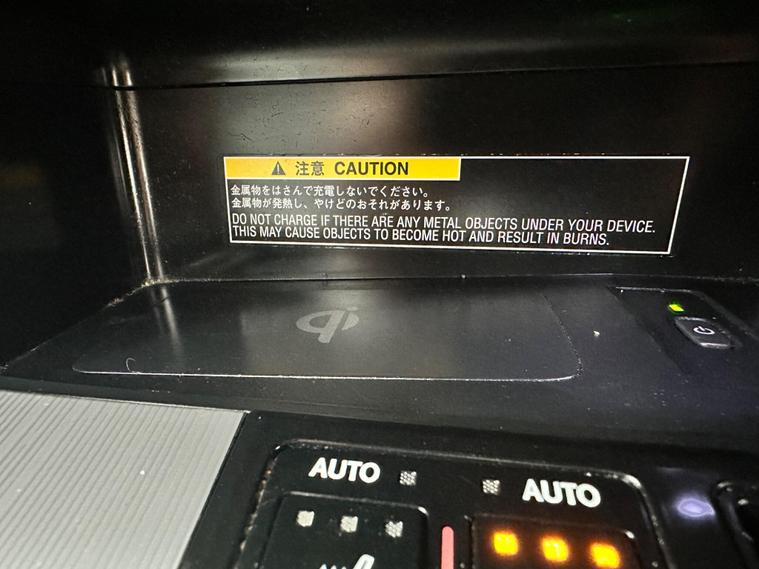 注意 CAUTION
金属物をはさんで充電しないでください。
金属物が発熱し、やけどのおそれがあります。
DO NOT CHARGE IF THERE ARE ANY METAL OBJECTS UNDER YOUR DEVICE.
THIS MAY CAUSE OBJECTS TO BECOME HOT AND RESULT IN BURNS.
qi
AUTO
AUTO